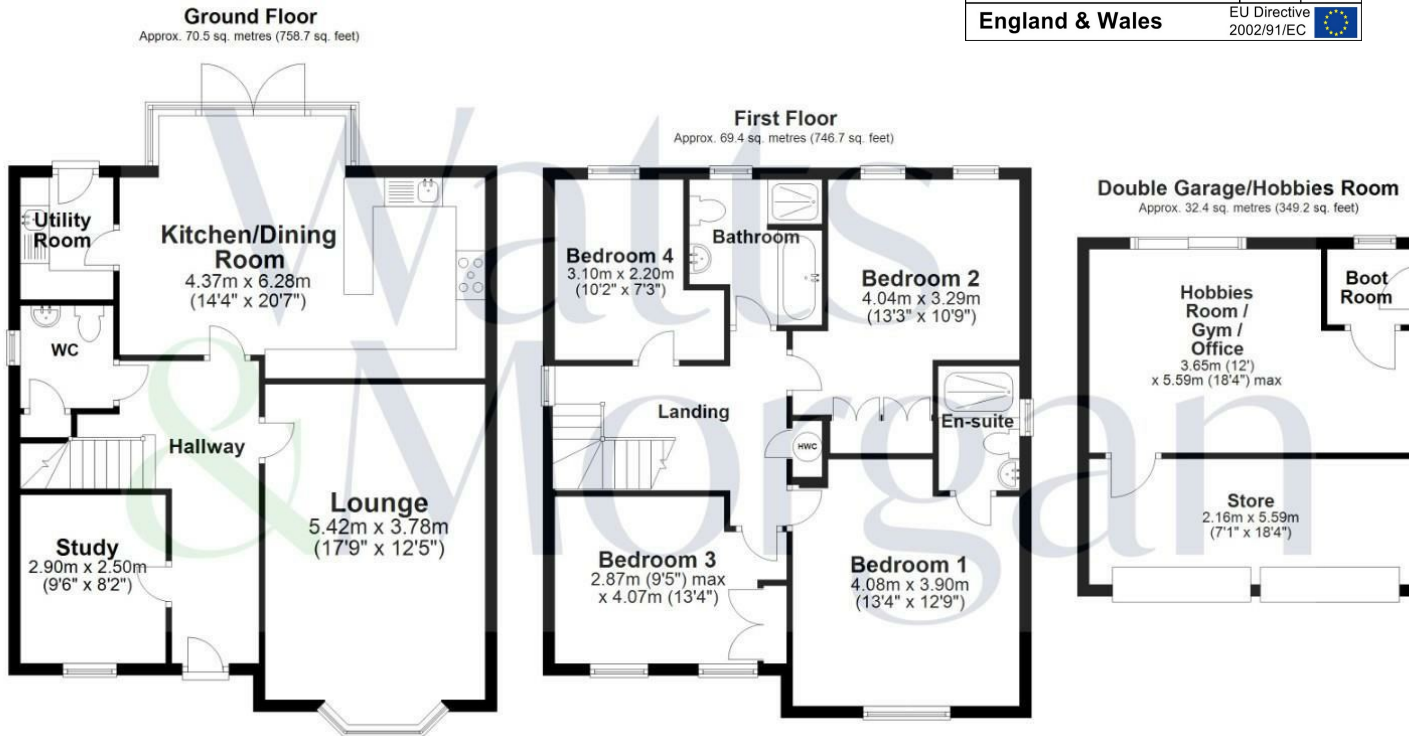 England & Wales
EU Directive
2002/91/EC
Ground Floor
Approx. 70.5 sq. metres (758.7 sq. feet)
Utility
Room
Kitchen/Dining
Room
4.37m x 6.28m
(14'4" x 20'7")
WC
Hallway
Lounge
5.42m x 3.78m
(17'9" x 12'5")
Study
2.90m x 2.50m
(9'6" x 8'2")
First Floor
Approx. 69.4 sq. metres (746.7 sq. feet)
Bedroom 4
3.10m x 2.20m
(10'2" x 7'3")
Bathroom
Bedroom 2
4.04m x 3.29m
(13'3" x 10'9")
Landing
HWC
En-suite
Bedroom 3
2.87m (9'5") max
x 4.07m (13'4")
Bedroom 1
4.08m x 3.90m
(13'4" x 12'9")
Double Garage/Hobbies Room
Approx. 32.4 sq. metres (349.2 sq. feet)
Hobbies
Room /
Gym /
Office
3.65m (12')
x 5.59m (18'4") max
Boot
Room
Store
2.16m x 5.59m
(7'1" x 18'4")
Watts
& Morgan